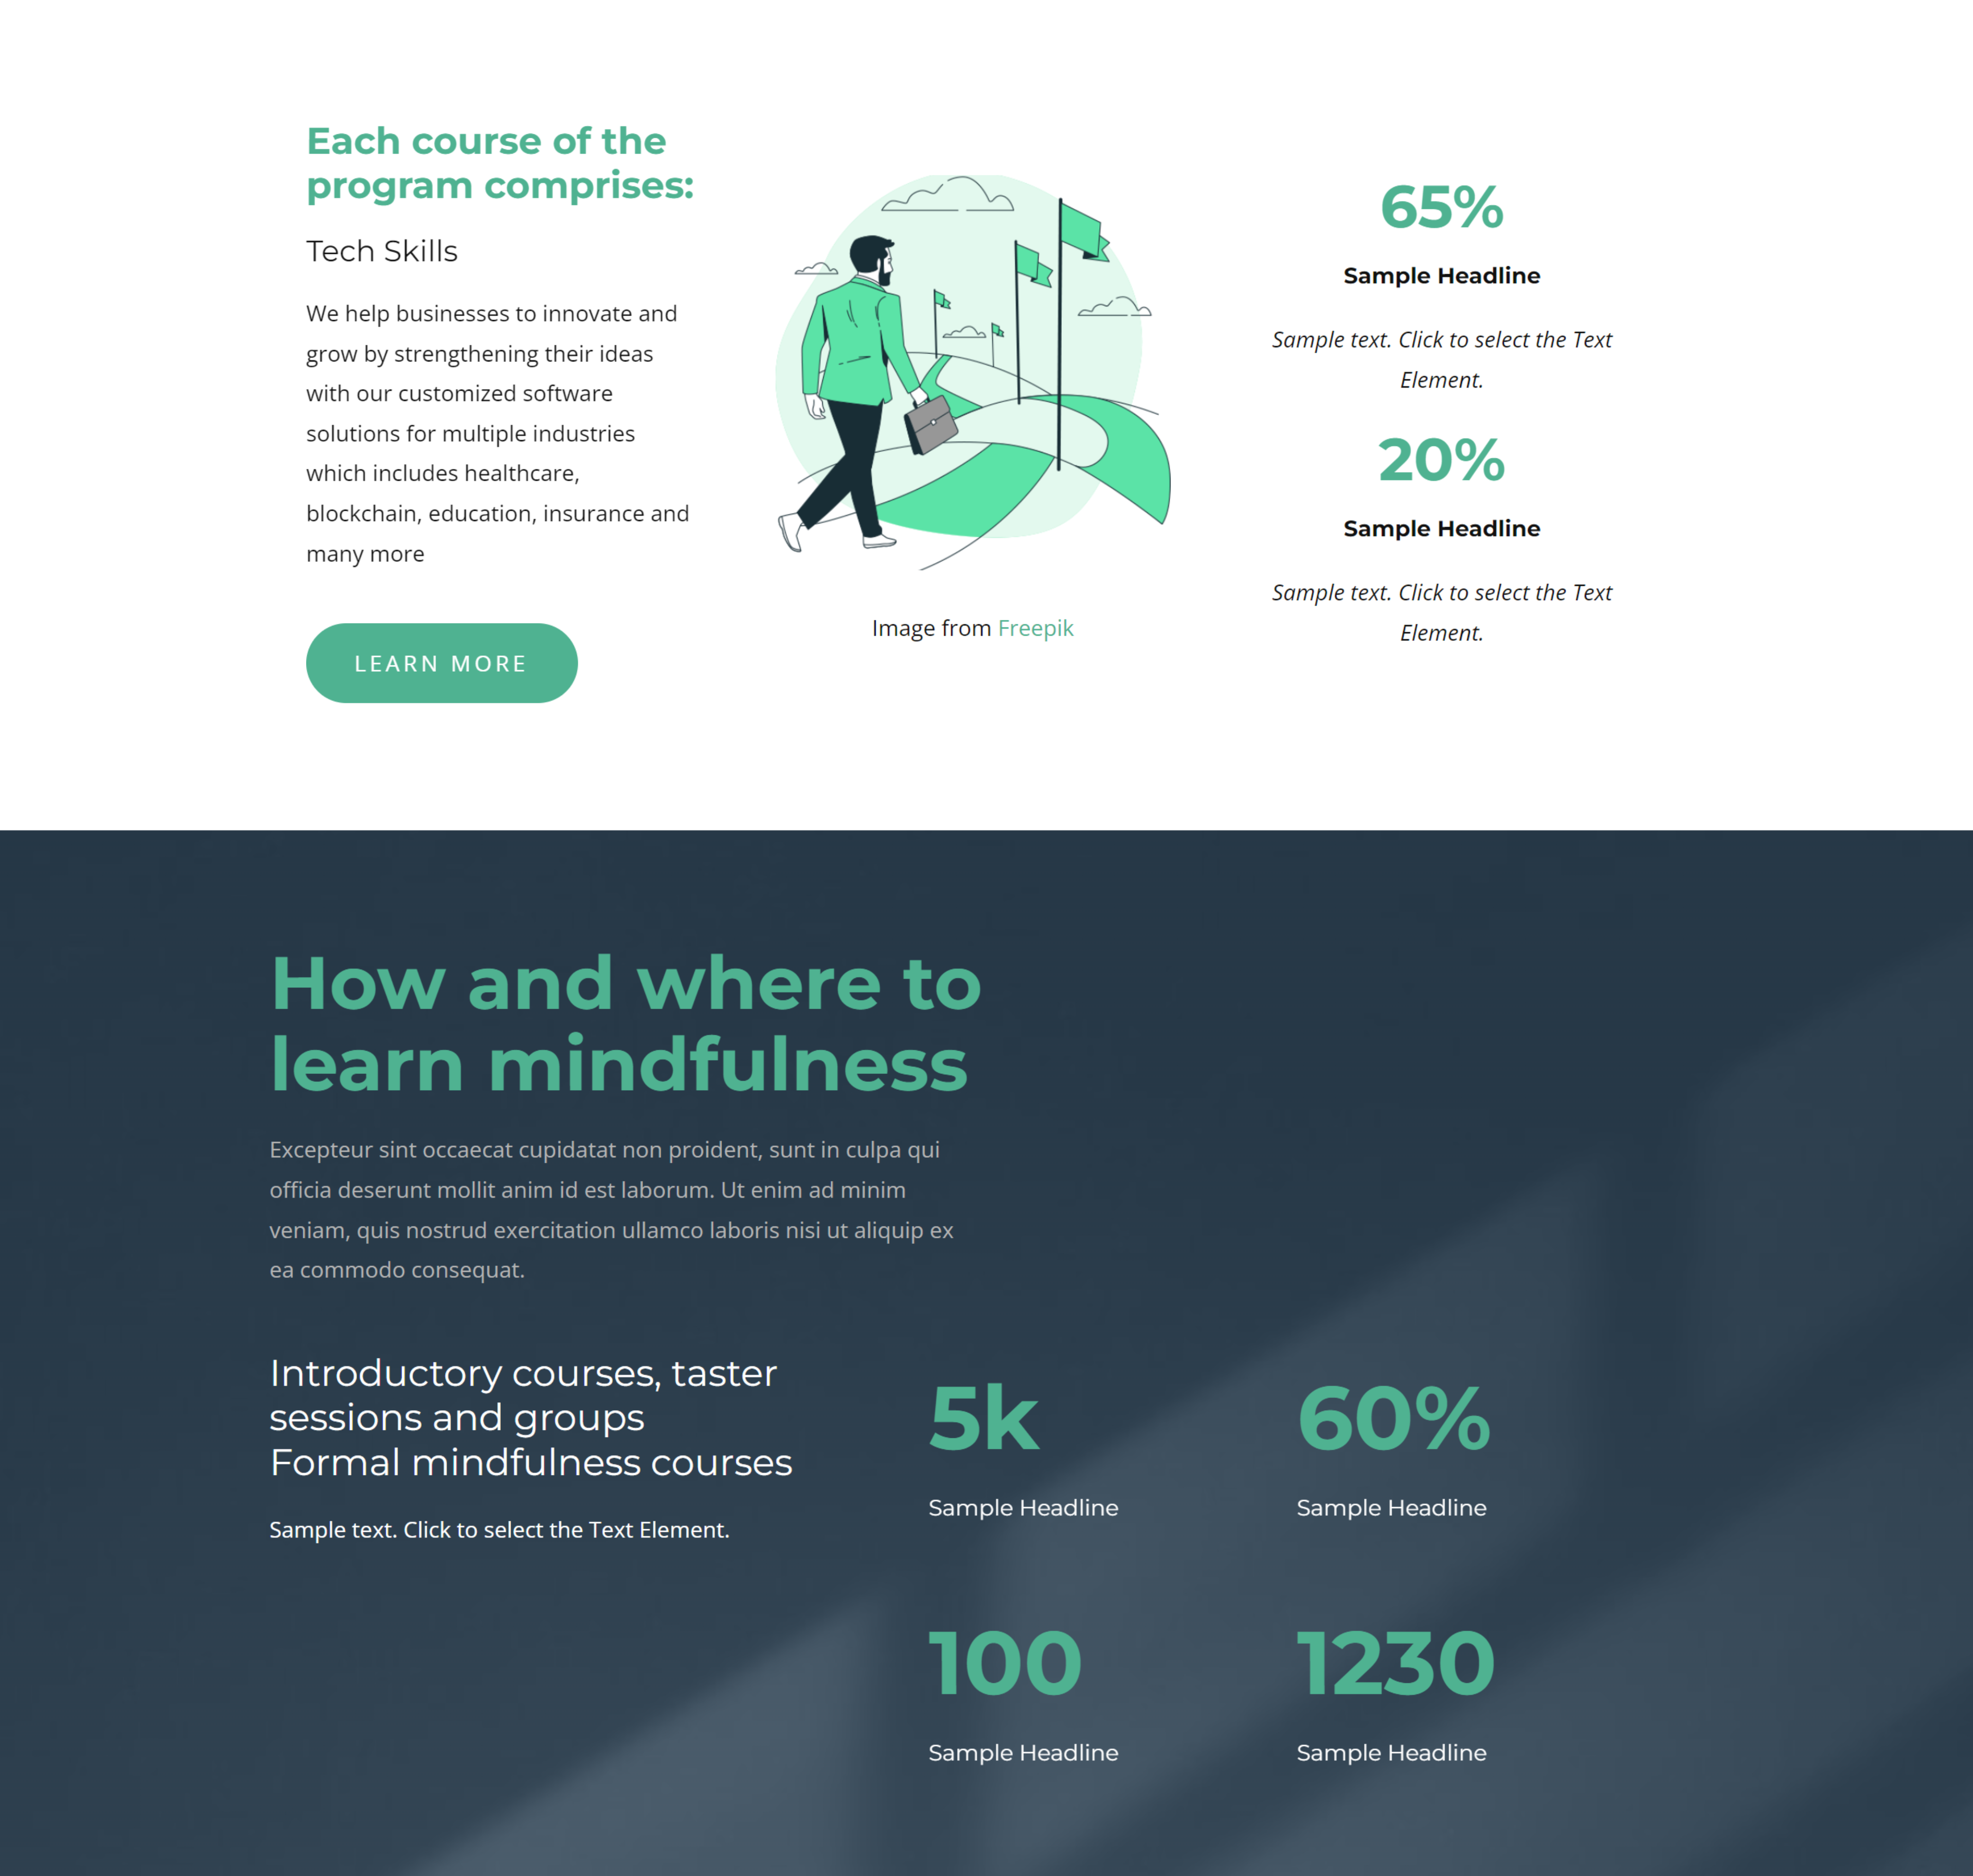 Each course of the
program comprises:
Tech Skills
We help businesses to innovate and
grow by strengthening their ideas
with our customized software
solutions for multiple industries
which includes healthcare,
blockchain, education, insurance and
many more
LEARN MORE
Image from Freepik
65%
Sample Headline
Sample text. Click to select the Text
Element.
20%
Sample Headline
Sample text. Click to select the Text
Element.
How and where to
learn mindfulness
Excepteur sint occaecat cupidatat non proident, sunt in culpa qui
officia deserunt mollit anim id est laborum. Ut enim ad minim
veniam, quis nostrud exercitation ullamco laboris nisi ut aliquip ex
ea commodo consequat.
Introductory courses, taster
sessions and groups
Formal mindfulness courses
Sample text. Click to select the Text Element.
5k
Sample Headline
60%
Sample Headline
100
Sample Headline
1230
Sample Headline